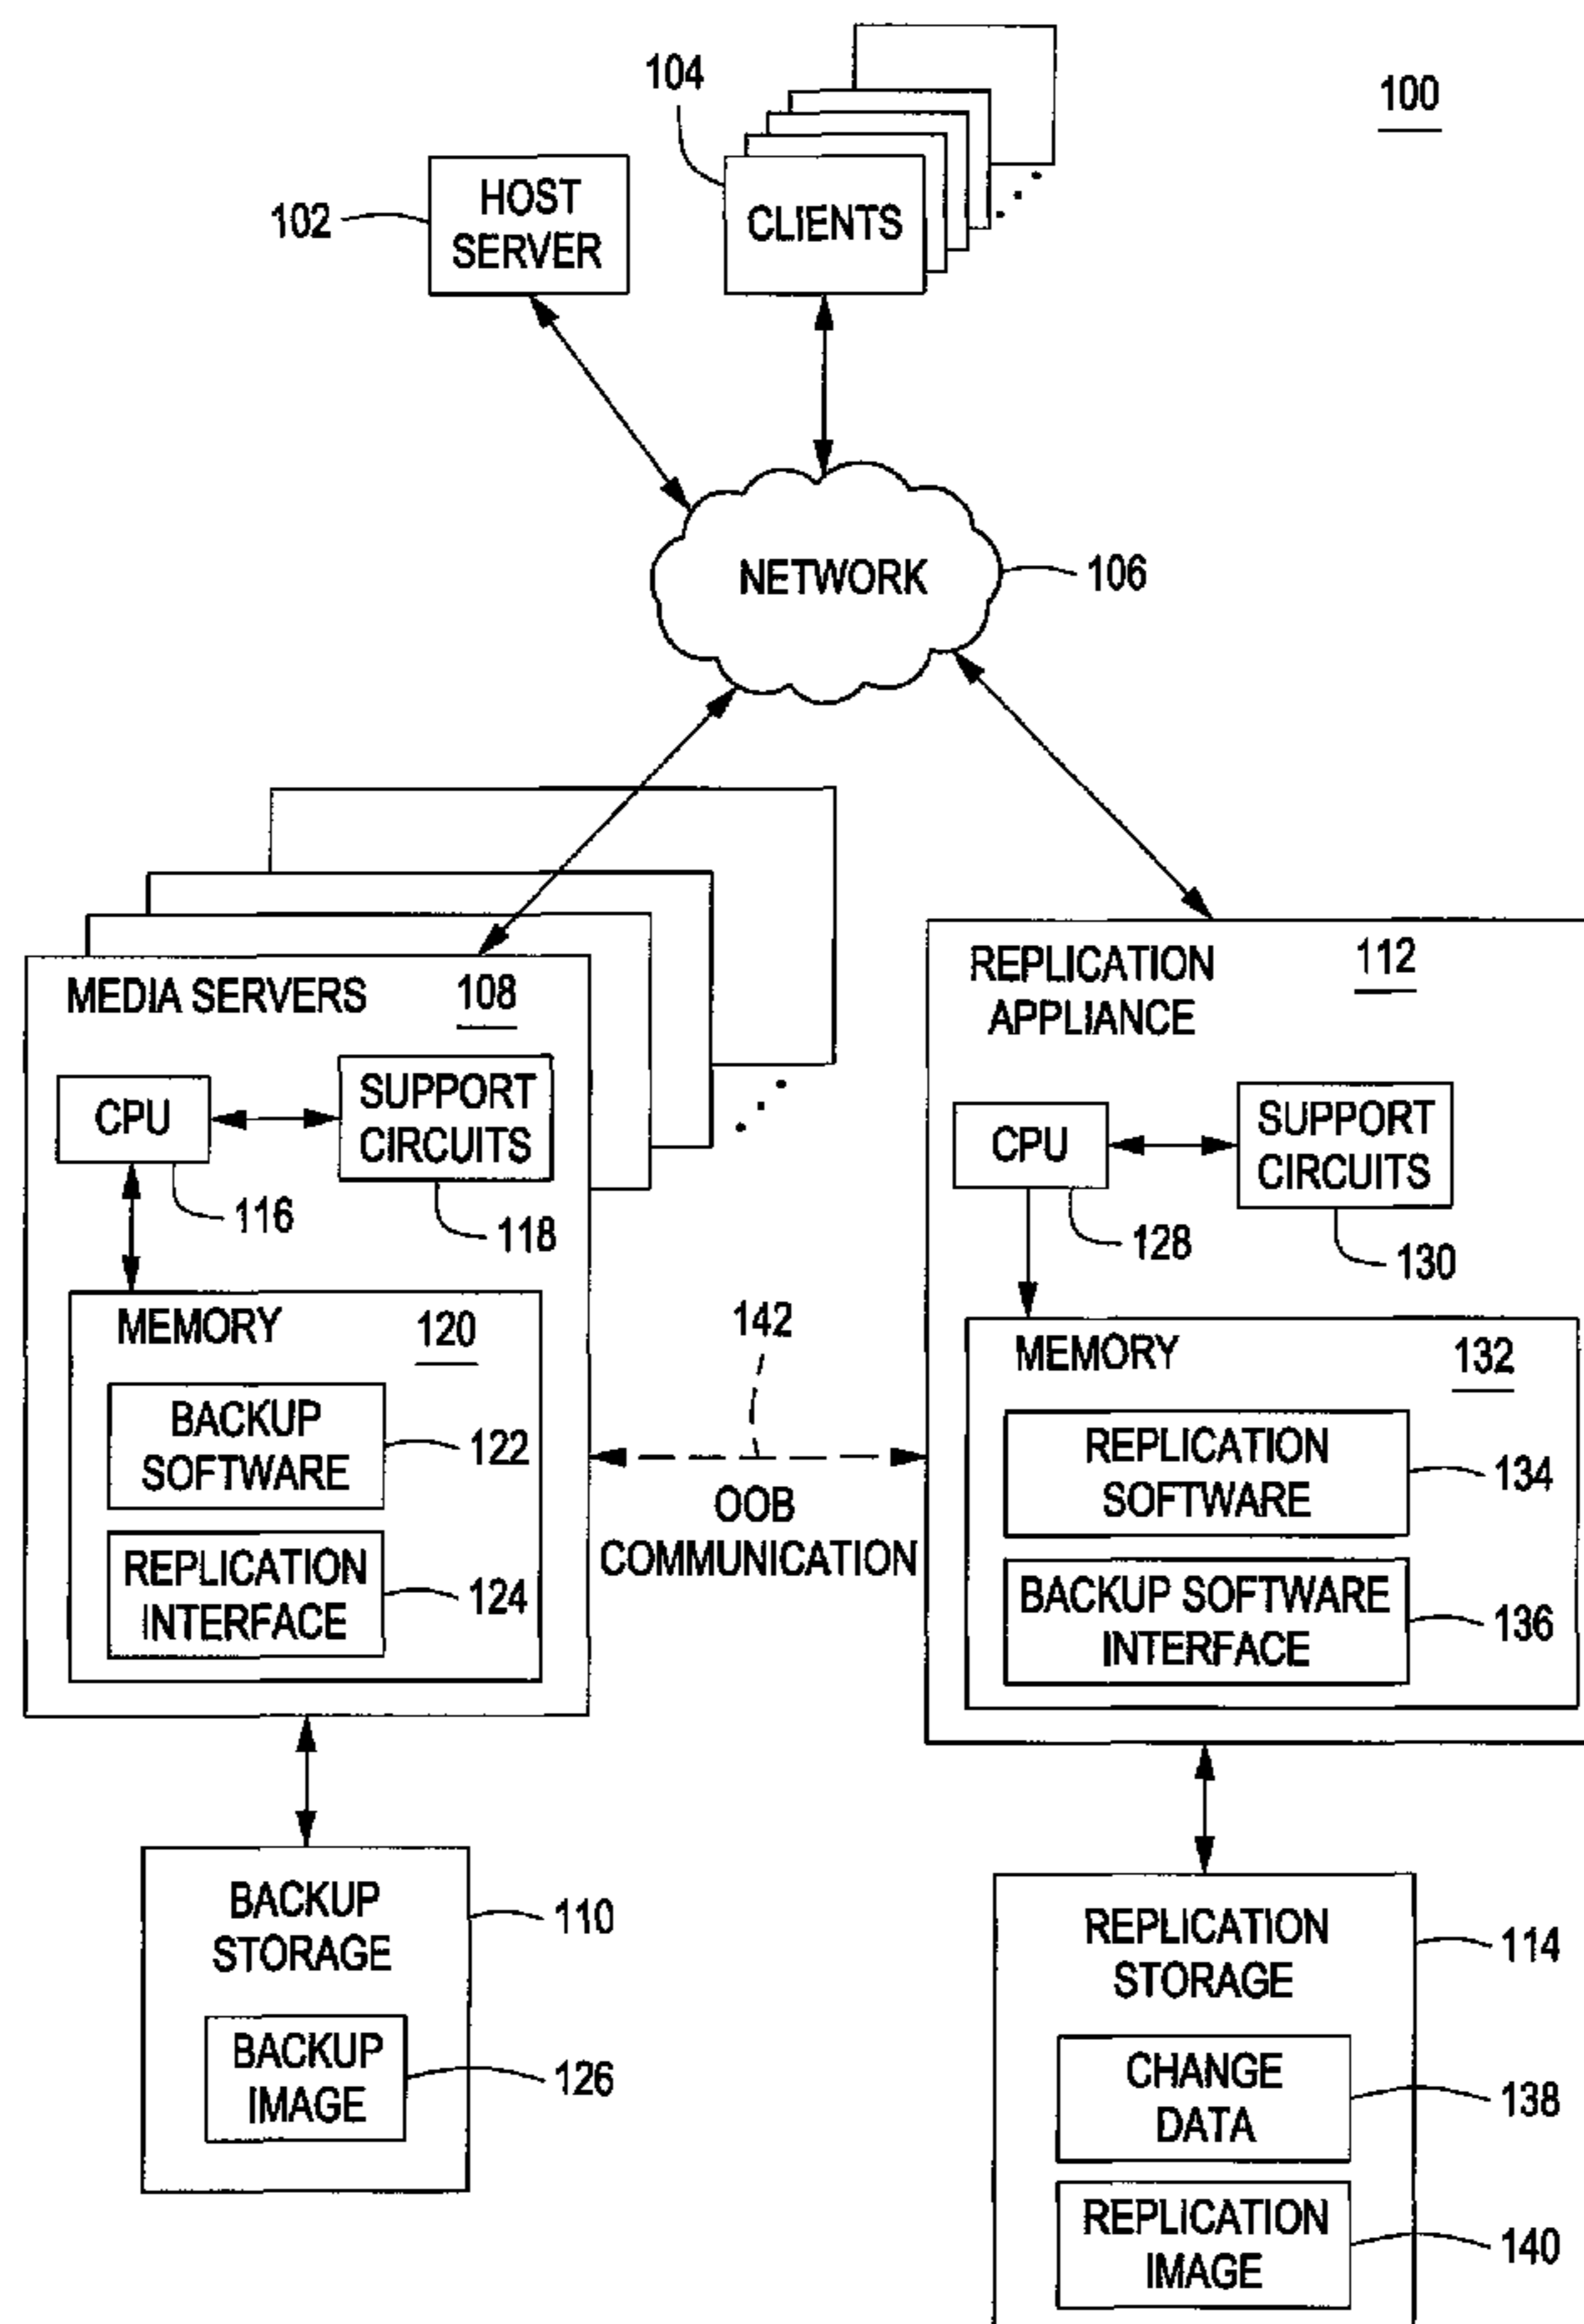 104
100
HOST
SERVER
102
CLIENTS
NETWORK
106
MEDIA SERVERS
108
REPLICATION
APPLIANCE
112
CPU
SUPPORT
CIRCUITS
116
118
CPU
SUPPORT
CIRCUITS
128
130
MEMORY
120
BACKUP
SOFTWARE
122
REPLICATION
INTERFACE
124
142
OOB
COMMUNICATION
MEMORY
132
REPLICATION
SOFTWARE
134
BACKUP SOFTWARE
INTERFACE
136
BACKUP
STORAGE
110
BACKUP
IMAGE
126
REPLICATION
STORAGE
114
CHANGE
DATA
138
REPLICATION
IMAGE
140